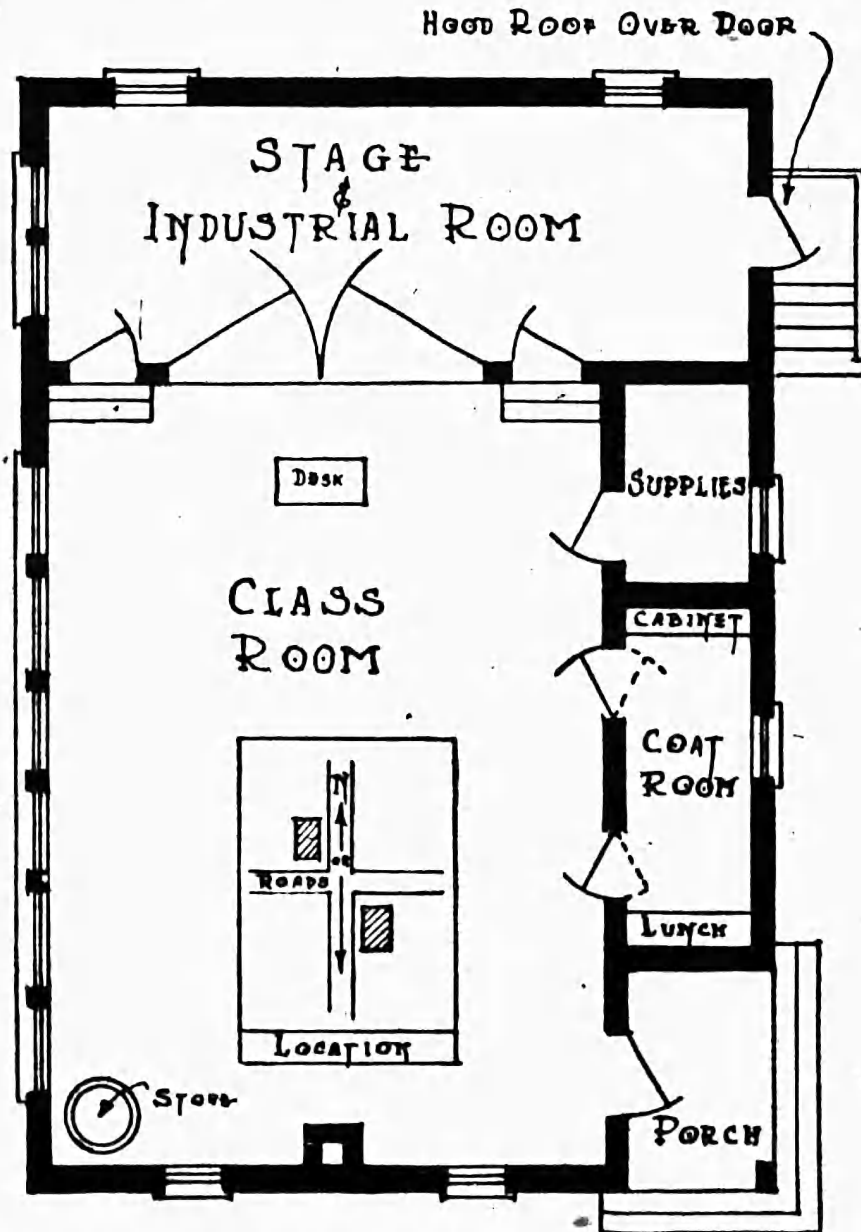 HOOD ROOF OVER DOOR
STAGE
&
INDUSTRIAL ROOM
DESK
SUPPLIES
CLASS
ROOM
CABINET
COAT
ROOM
N
OR
ROADS
LUNCH
LOCATION
STOVE
PORCH